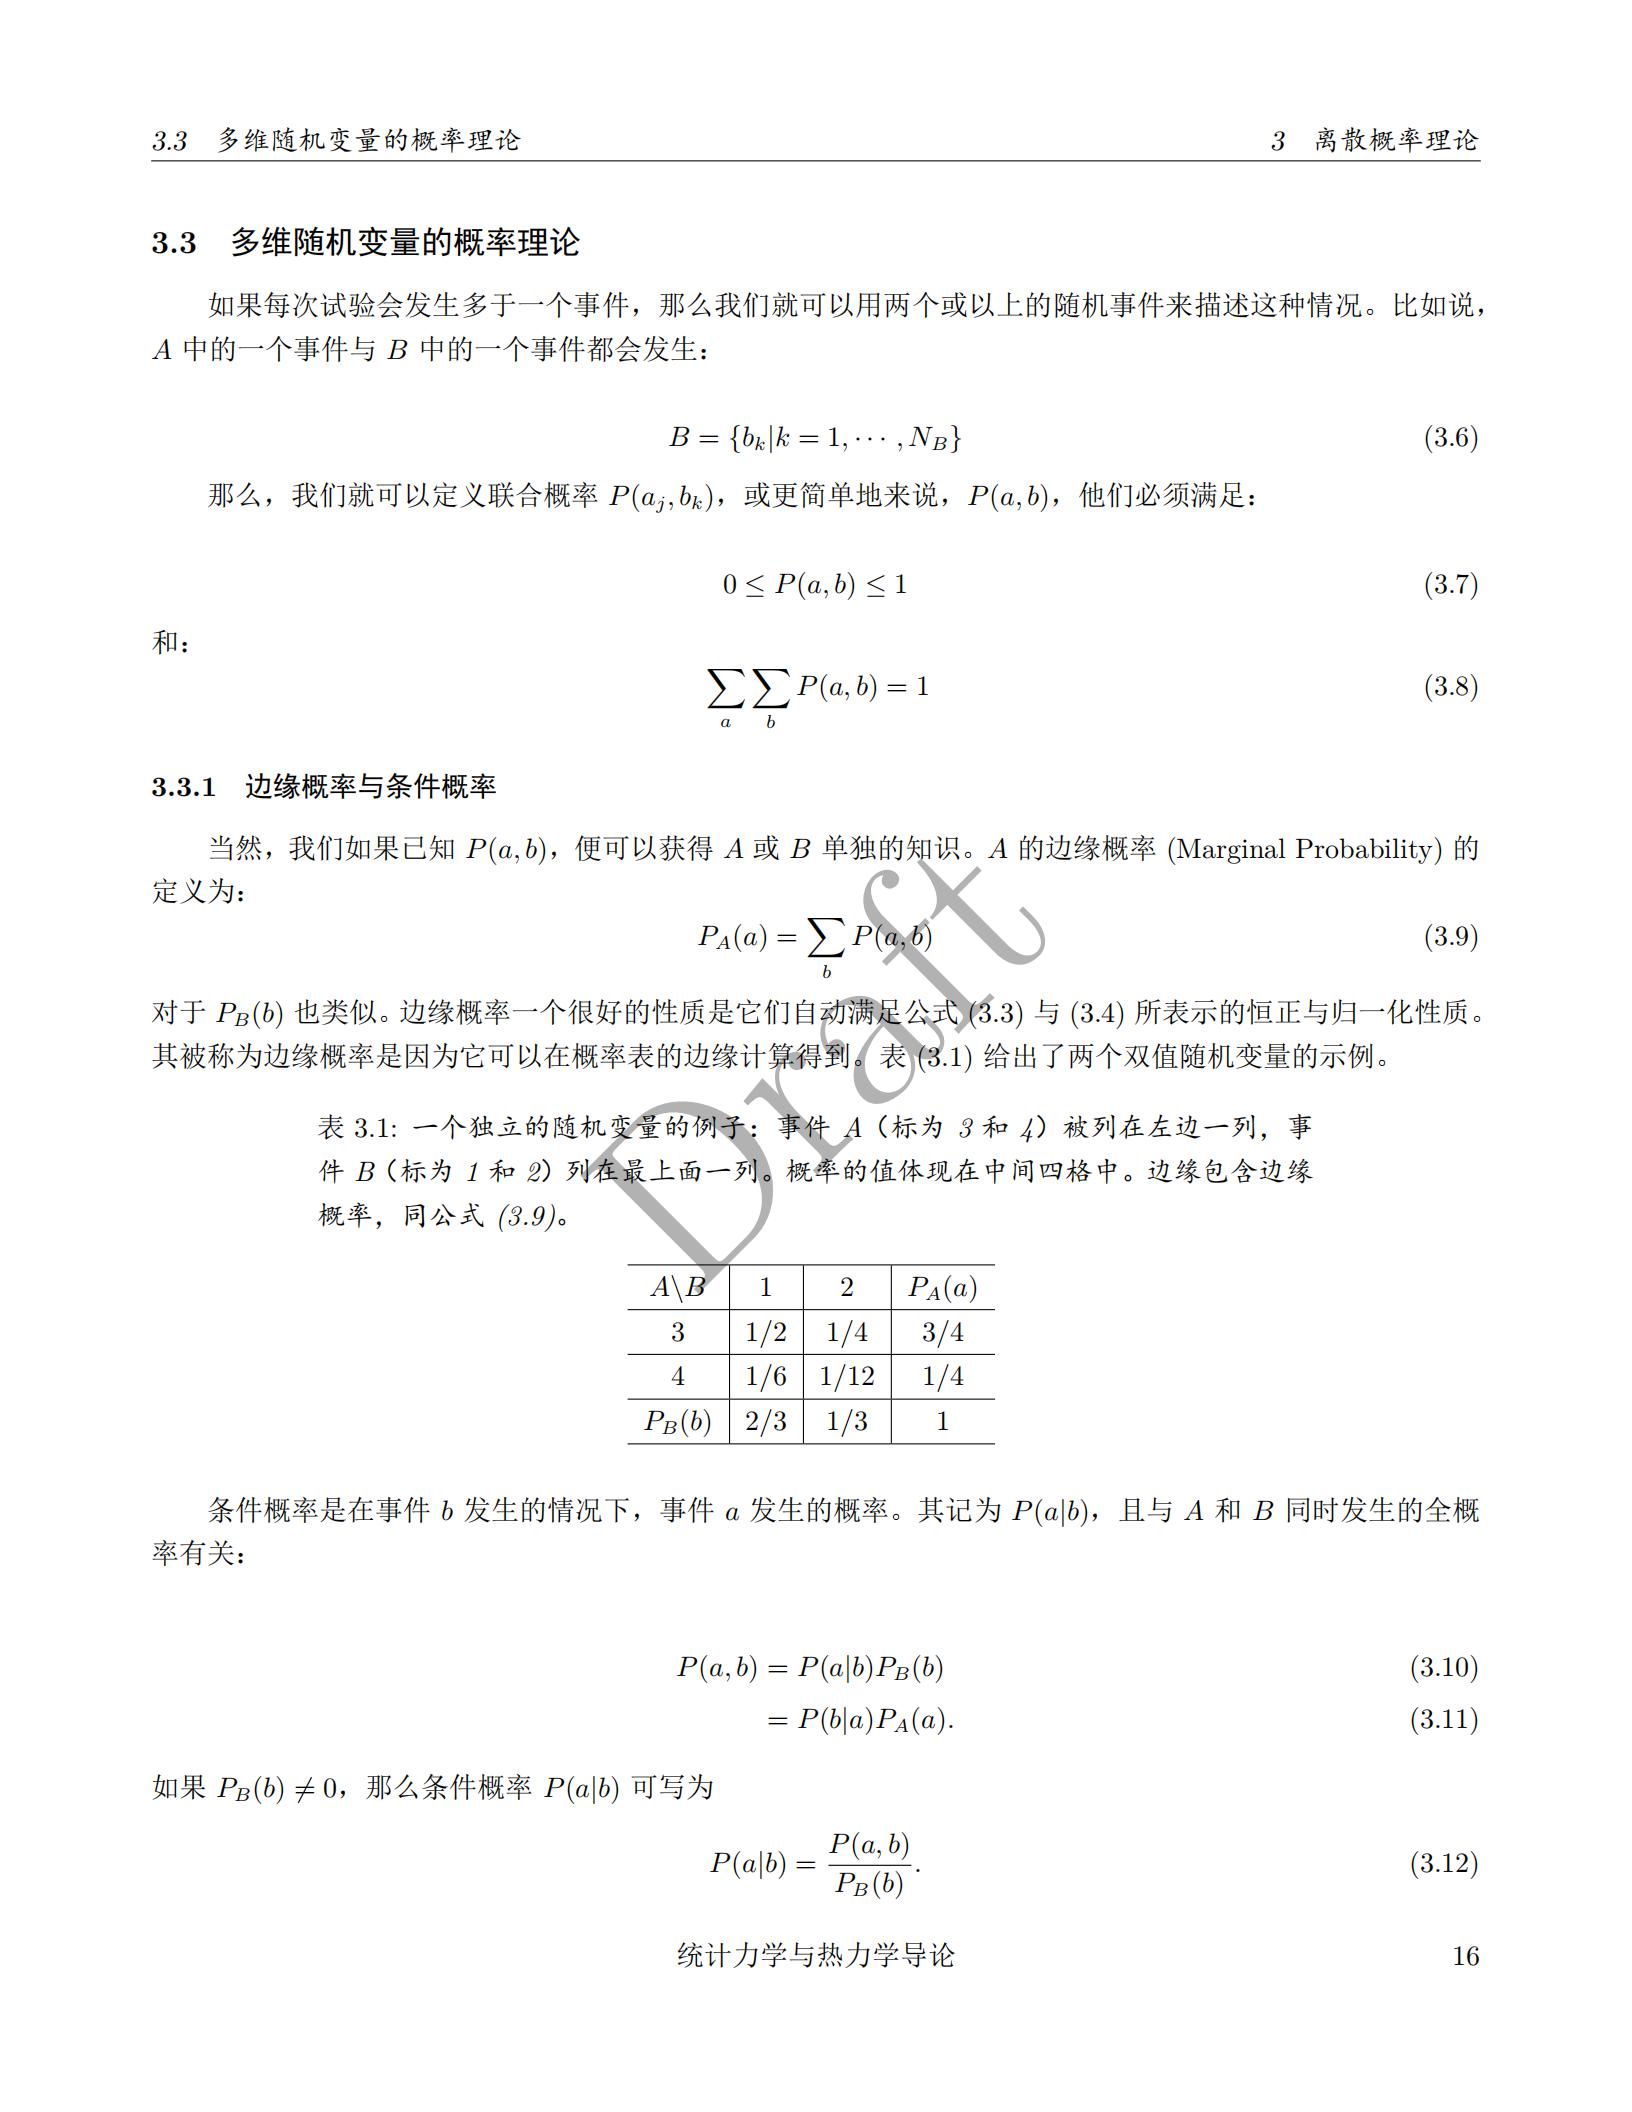 3.3 多维随机变量的概率理论 3 离散概率理论
3.3 多维随机变量的概率理论
如果每次试验会发生多于一个事件，那么我们就可以用两个或以上的随机事件来描述这种情况。比如说，
A 中的一个事件与 B 中的一个事件都会发生：
B = {b_k|k = 1, ⋯ , N_B} (3.6)
那么，我们就可以定义联合概率 P(a_j, b_k)，或更简单地来说，P(a, b)，他们必须满足：
0 ≤ P(a, b) ≤ 1 (3.7)
和：
∑_a ∑_b P(a, b) = 1 (3.8)
3.3.1 边缘概率与条件概率
当然，我们如果已知 P(a, b)，便可以获得 A 或 B 单独的知识。A 的边缘概率 (Marginal Probability) 的
定义为：
P_A(a) = ∑_b P(a, b) (3.9)
对于 P_B(b) 也类似。边缘概率一个很好的性质是它们自动满足公式 (3.3) 与 (3.4) 所表示的恒正与归一化性质。
其被称为边缘概率是因为它可以在概率表的边缘计算得到。表 (3.1) 给出了两个双值随机变量的示例。
Draft
表 3.1: 一个独立的随机变量的例子：事件 A（标为 3 和 4）被列在左边一列，事
件 B（标为 1 和 2）列在最上面一列。概率的值体现在中间四格中。边缘包含边缘
概率，同公式 (3.9)。
A\B 1 2 P_A(a)
3 1/2 1/4 3/4
4 1/6 1/12 1/4
P_B(b) 2/3 1/3 1
条件概率是在事件 b 发生的情况下，事件 a 发生的概率。其记为 P(a|b)，且与 A 和 B 同时发生的全概
率有关：
P(a, b) = P(a|b)P_B(b) (3.10)
= P(b|a)P_A(a). (3.11)
如果 P_B(b) ≠ 0，那么条件概率 P(a|b) 可写为
P(a|b) = P(a, b) / P_B(b). (3.12)
统计力学与热力学导论 16